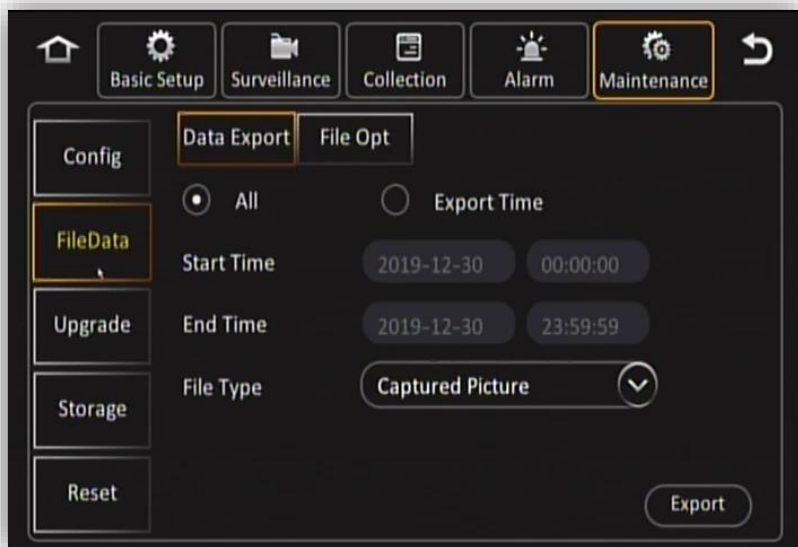 Basic Setup Surveillance Collection Alarm Maintenance
Data Export File Opt
Config
All Export Time
FileData
Start Time 2019-12-30 00:00:00
Upgrade
End Time 2019-12-30 23:59:59
File Type Captured Picture
Storage
Reset
Export